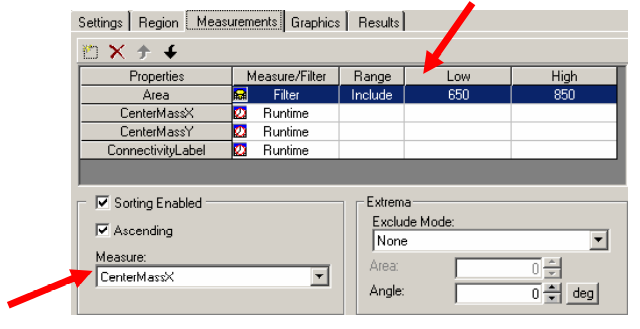 Settings Region Measurements Graphics Results
Properties Measure/Filter Range Low High
Area Filter Include 650 850
CenterMassX Runtime
CenterMassY Runtime
ConnectivityLabel Runtime
Sorting Enabled
Ascending
Measure:
CenterMassX
Extrema
Exclude Mode:
None
Area: 0
Angle: 0 deg